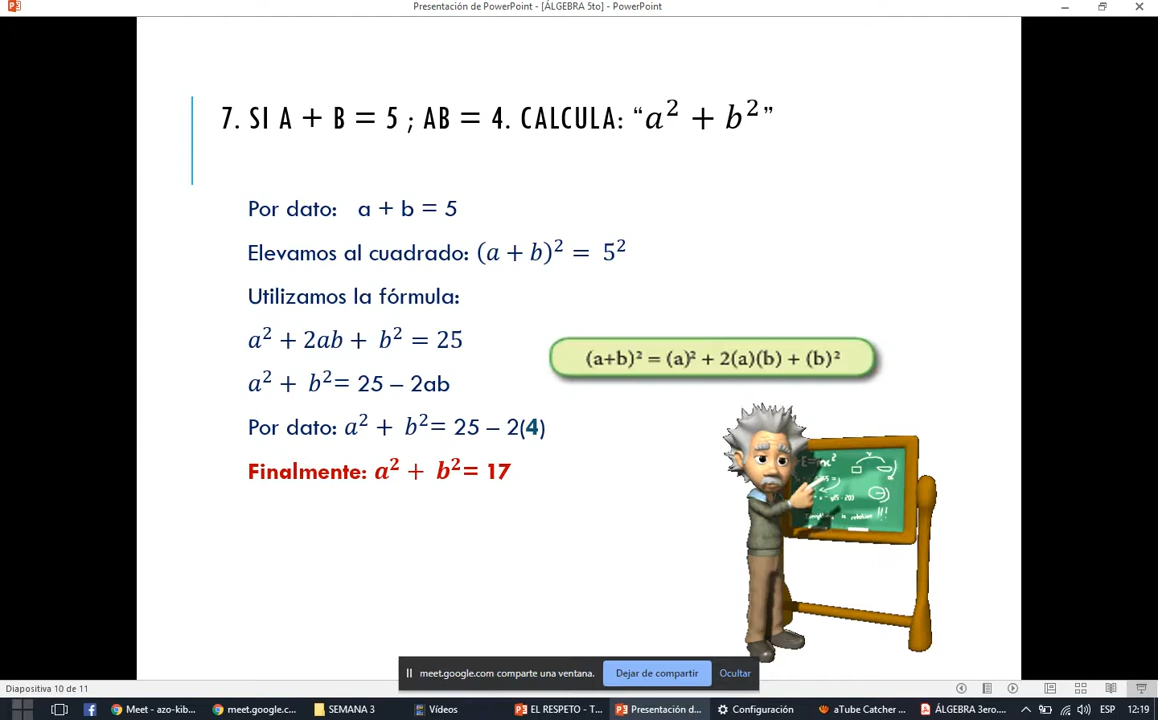 Presentación de PowerPoint - [ÁLGEBRA 5to] - PowerPoint
7. SI A + B = 5 ; AB = 4. CALCULA: “a² + b²”
Por dato: a + b = 5
Elevamos al cuadrado: (a + b)² = 5²
Utilizamos la fórmula:
a² + 2ab + b² = 25
(a+b)² = (a)² + 2(a)(b) + (b)²
a² + b²= 25 – 2ab
Por dato: a² + b²= 25 – 2(4)
Finalmente: a² + b²= 17
E=mc²
meet.google.com comparte una ventana. Dejar de compartir Ocultar
Diapositiva 10 de 11
Meet - azo-kib... meet.google.c... SEMANA 3 Vídeos EL RESPETO - T... Presentación d... Configuración aTube Catcher ... ÁLGEBRA 3ero.... ESP 12:19